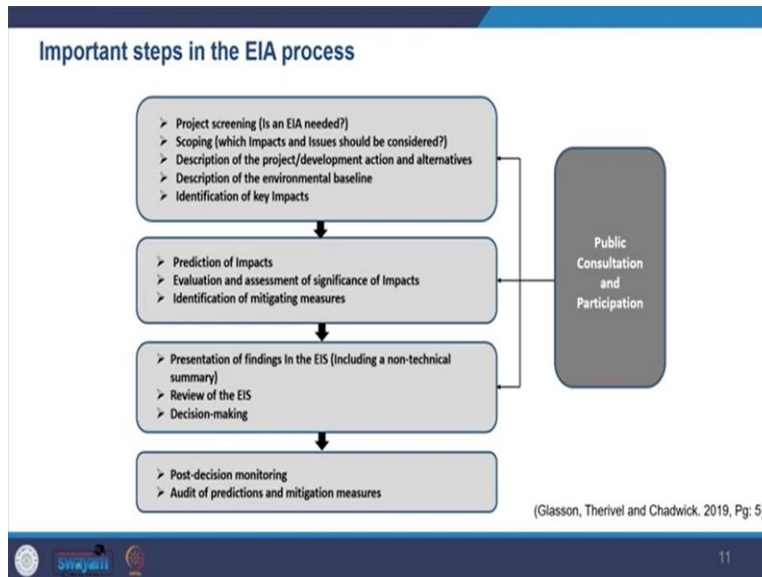 Important steps in the EIA process
➤ Project screening (Is an EIA needed?)
➤ Scoping (which Impacts and Issues should be considered?)
➤ Description of the project/development action and alternatives
➤ Description of the environmental baseline
➤ Identification of key Impacts
➤ Prediction of Impacts
➤ Evaluation and assessment of significance of Impacts
➤ Identification of mitigating measures
➤ Presentation of findings In the EIS (Including a non-technical
summary)
➤ Review of the EIS
➤ Decision-making
➤ Post-decision monitoring
➤ Audit of predictions and mitigation measures
Public
Consultation
and
Participation
(Glasson, Therivel and Chadwick. 2019, Pg: 5
swayam
11